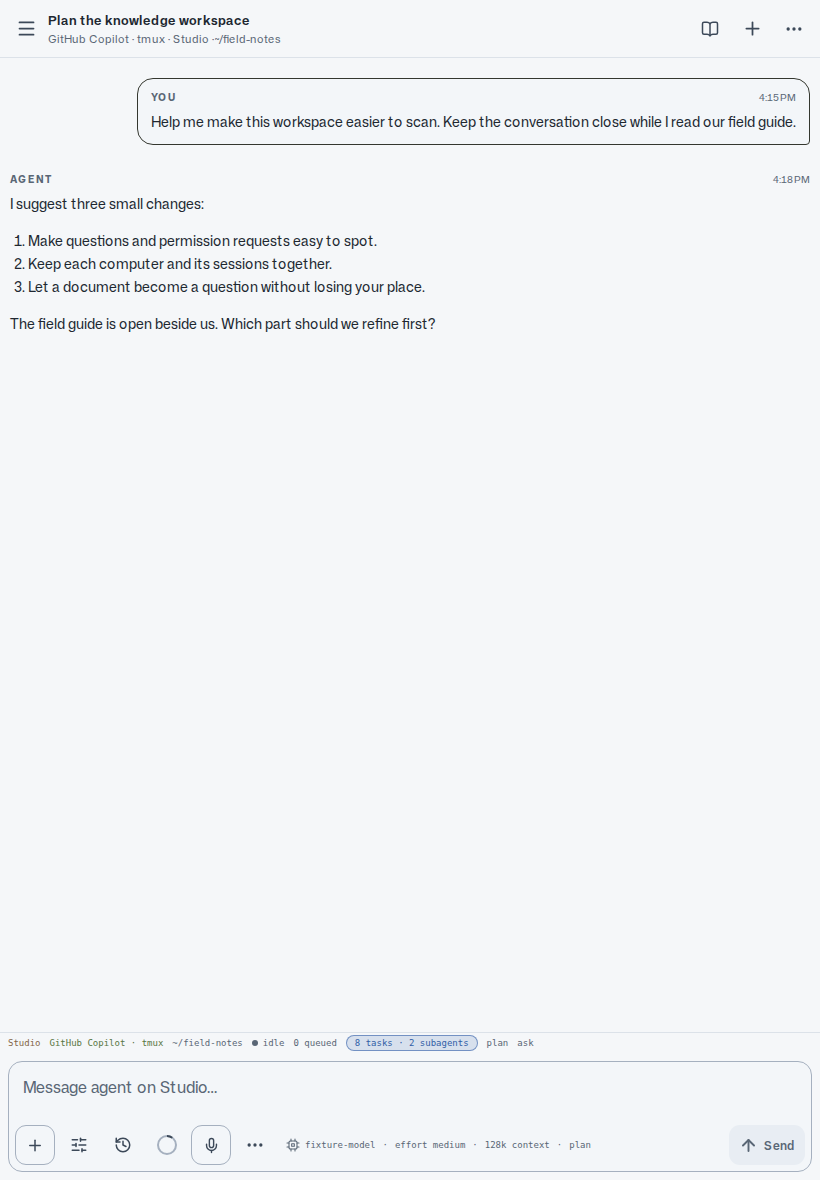 Plan the knowledge workspace
GitHub Copilot · tmux · Studio · ~/field-notes
YOU 4:15 PM
Help me make this workspace easier to scan. Keep the conversation close while I read our field guide.
AGENT 4:18 PM
I suggest three small changes:
1. Make questions and permission requests easy to spot.
2. Keep each computer and its sessions together.
3. Let a document become a question without losing your place.
The field guide is open beside us. Which part should we refine first?
Studio GitHub Copilot · tmux ~/field-notes idle 0 queued 8 tasks · 2 subagents plan ask
Message agent on Studio...
fixture-model · effort medium · 128k context · plan Send